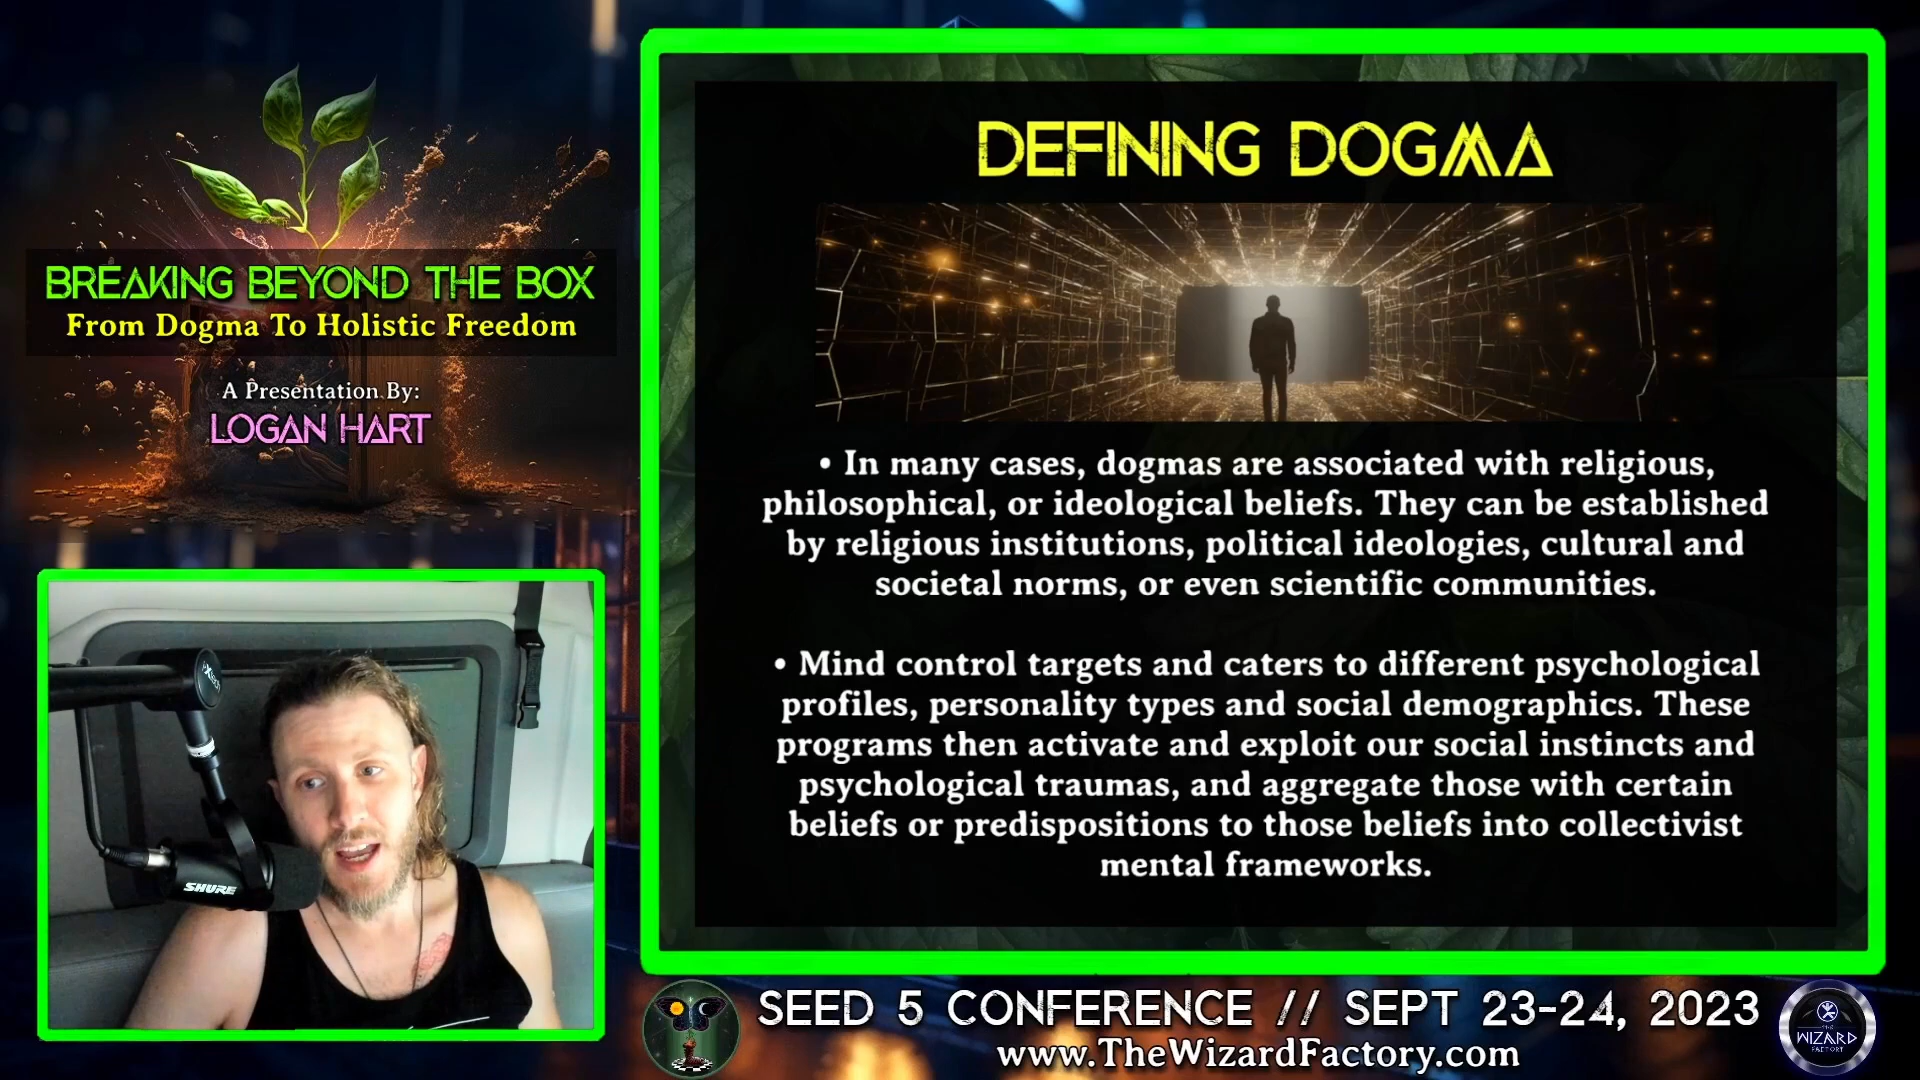 BREAKING BEYOND THE BOX
From Dogma To Holistic Freedom
A Presentation By:
LOGAN HART
SHURE
DEFINING DOGMA
• In many cases, dogmas are associated with religious,
philosophical, or ideological beliefs. They can be established
by religious institutions, political ideologies, cultural and
societal norms, or even scientific communities.
• Mind control targets and caters to different psychological
profiles, personality types and social demographics. These
programs then activate and exploit our social instincts and
psychological traumas, and aggregate those with certain
beliefs or predispositions to those beliefs into collectivist
mental frameworks.
SEED 5 CONFERENCE // SEPT 23-24, 2023
www.TheWizardFactory.com
THE
WIZARD
FACTORY